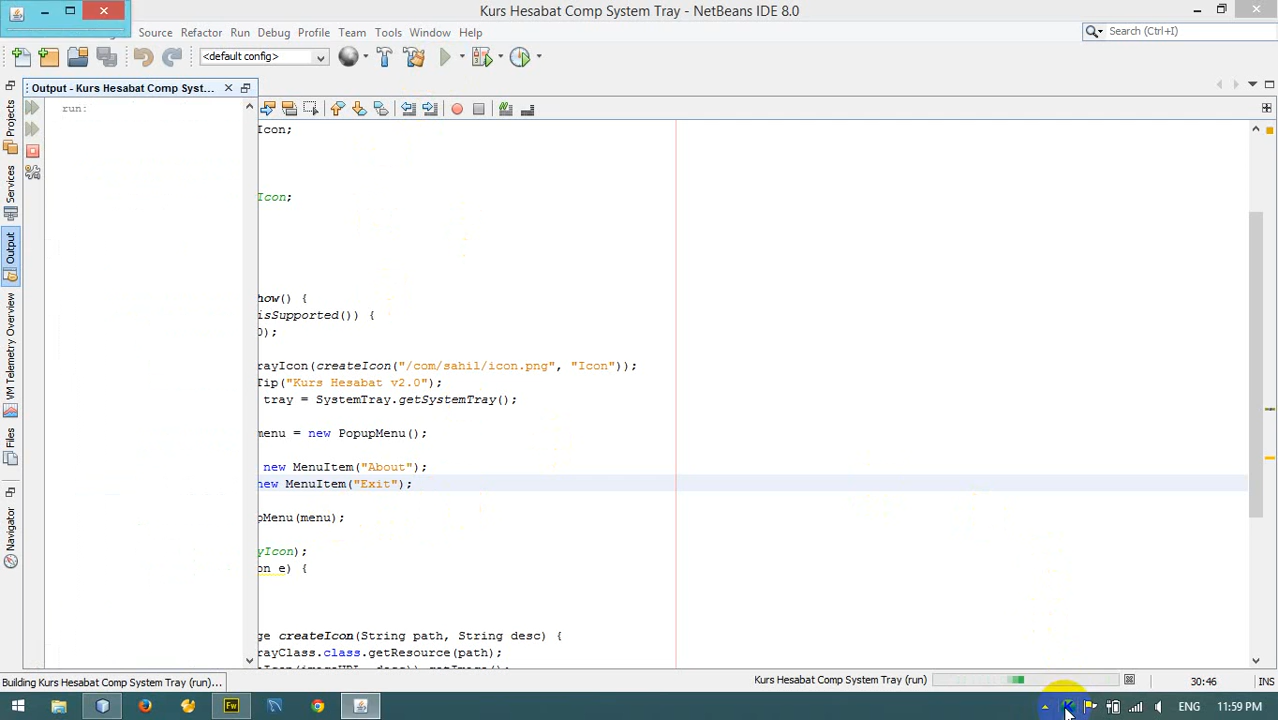 Kurs Hesabat Comp System Tray - NetBeans IDE 8.0
Source Refactor Run Debug Profile Team Tools Window Help
Search (Ctrl+I)
<default config>
Output - Kurs Hesabat Comp Syst...
run:
Projects
Services
Output
VM Telemetry Overview
Files
Navigator
Icon;
Icon;
how() {
isSupported()) {
0);
rayIcon(createIcon("/com/sahil/icon.png", "Icon"));
Tip("Kurs Hesabat v2.0");
tray = SystemTray.getSystemTray();
menu = new PopupMenu();
new MenuItem("About");
new MenuItem("Exit");
pMenu(menu);
yIcon);
on e) {
ge createIcon(String path, String desc) {
rayClass.class.getResource(path);
Building Kurs Hesabat Comp System Tray (run)...
Kurs Hesabat Comp System Tray (run)
30:46
INS
Fw
ENG
11:59 PM